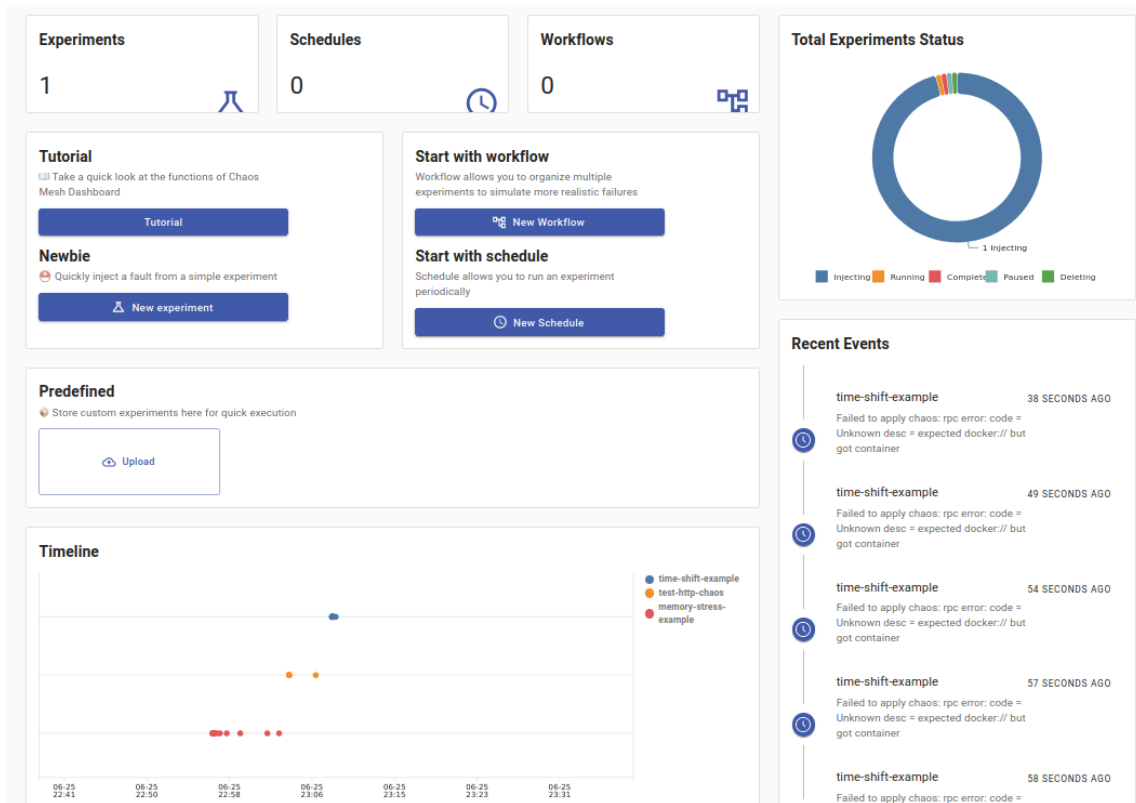 Experiments
1
Schedules
0
Workflows
0
Tutorial
Take a quick look at the functions of Chaos
Mesh Dashboard
Tutorial
Newbie
Quickly inject a fault from a simple experiment
New experiment
Start with workflow
Workflow allows you to organize multiple
experiments to simulate more realistic failures
New Workflow
Start with schedule
Schedule allows you to run an experiment
periodically
New Schedule
Predefined
Store custom experiments here for quick execution
Upload
Timeline
time-shift-example
test-http-chaos
memory-stress-
example
06-25
22:41
06-25
22:50
06-25
22:58
06-25
23:06
06-25
23:15
06-25
23:23
06-25
23:31
Total Experiments Status
1 Injecting
Injecting
Running
Complete
Paused
Deleting
Recent Events
time-shift-example
38 SECONDS AGO
Failed to apply chaos: rpc error: code =
Unknown desc = expected docker:// but
got container
time-shift-example
49 SECONDS AGO
Failed to apply chaos: rpc error: code =
Unknown desc = expected docker:// but
got container
time-shift-example
54 SECONDS AGO
Failed to apply chaos: rpc error: code =
Unknown desc = expected docker:// but
got container
time-shift-example
57 SECONDS AGO
Failed to apply chaos: rpc error: code =
Unknown desc = expected docker:// but
got container
time-shift-example
58 SECONDS AGO
Failed to apply chaos: rpc error: code =